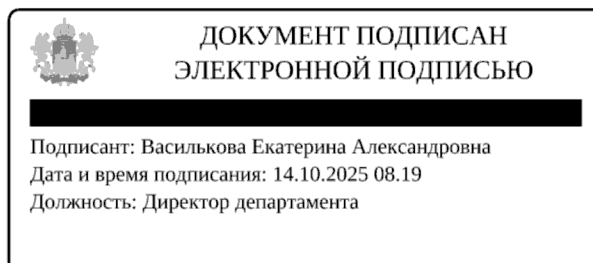 ДОКУМЕНТ ПОДПИСАН
ЭЛЕКТРОННОЙ ПОДПИСЬЮ
Подписант: Василькова Екатерина Александровна
Дата и время подписания: 14.10.2025 08.19
Должность: Директор департамента